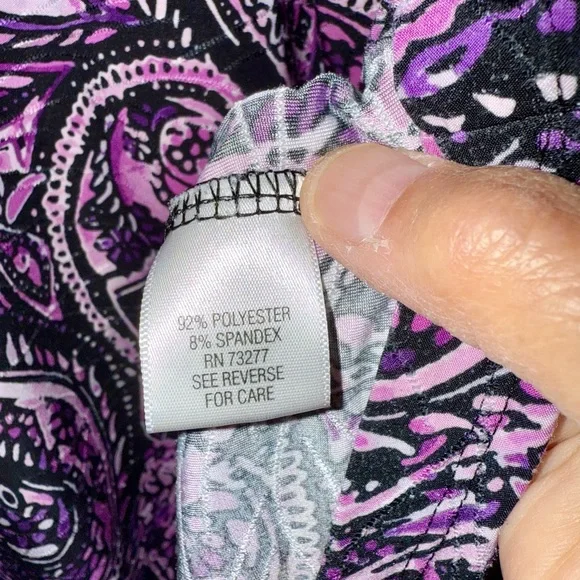 92% POLYESTER
8% SPANDEX
RN 73277
SEE REVERSE
FOR CARE